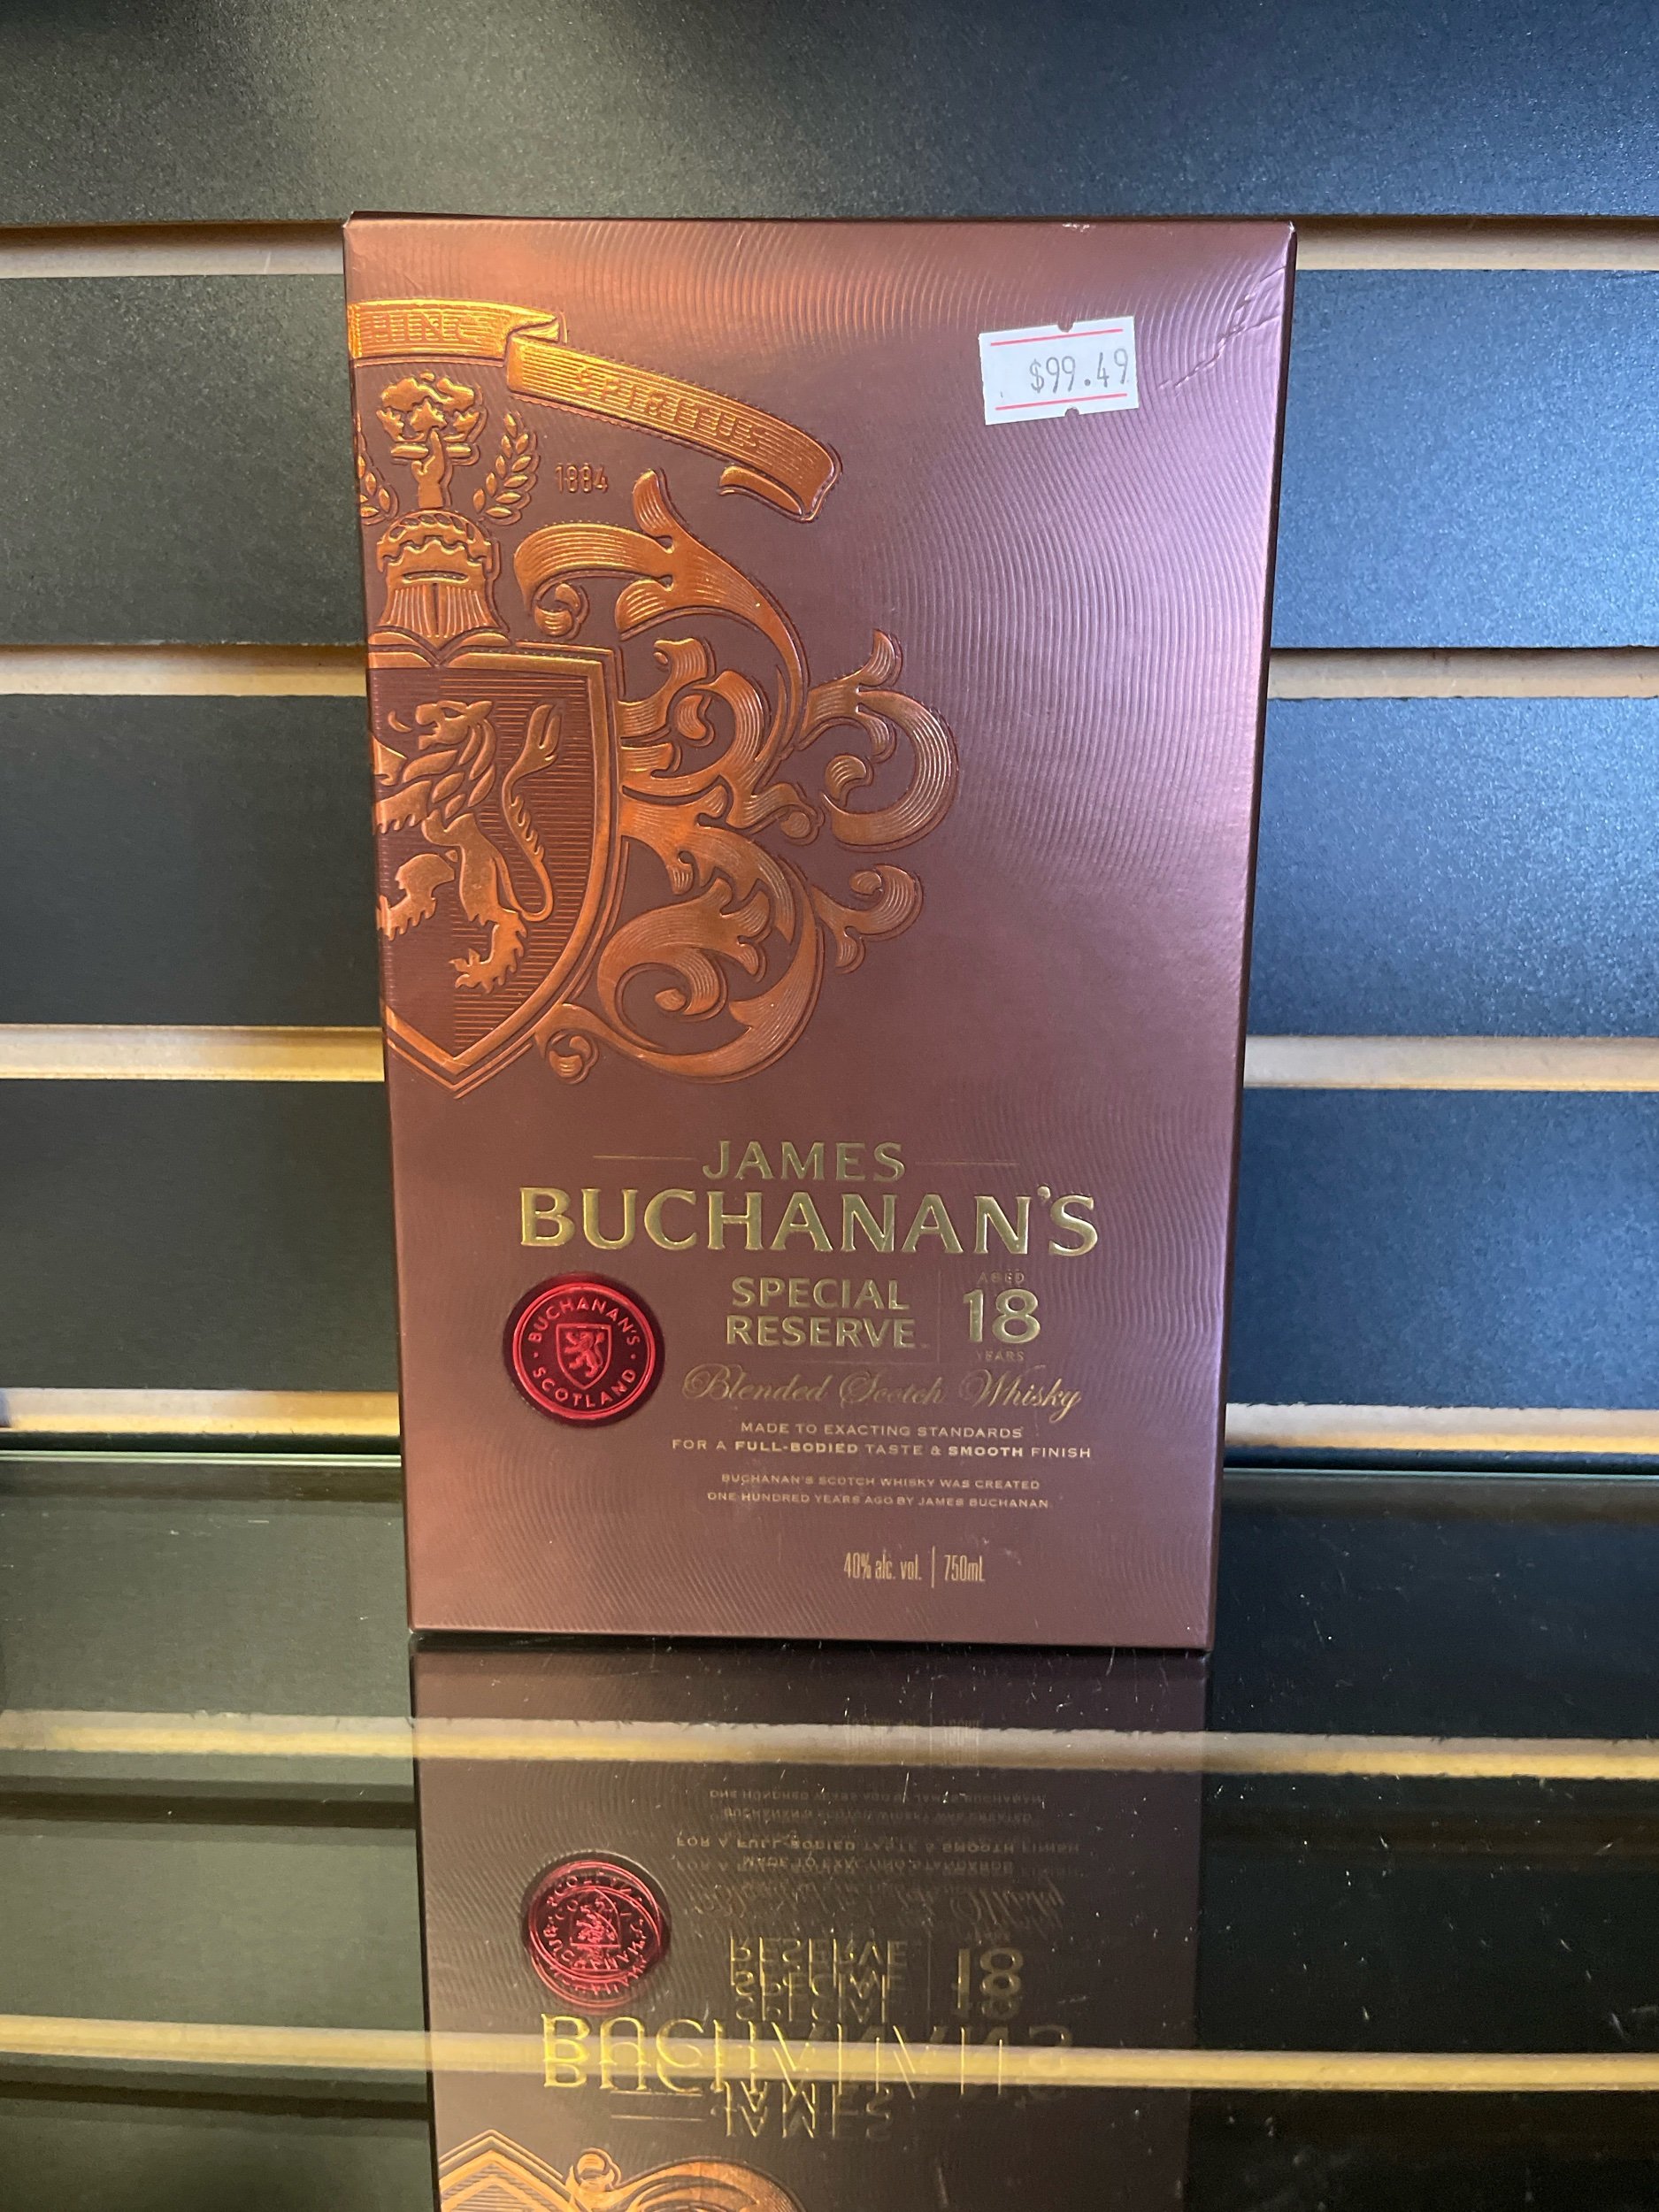 HINC
SPIRITUS
$99.49
1884
JAMES
BUCHANAN'S
SPECIAL
RESERVE
AGED
18
YEARS
BUCHANAN'S
SCOTLAND
Blended Scotch Whisky
MADE TO EXACTING STANDARDS
FOR A FULL-BODIED TASTE & SMOOTH FINISH
BUCHANAN'S SCOTCH WHISKY WAS CREATED
ONE HUNDRED YEARS AGO BY JAMES BUCHANAN
40% alc. vol. | 750mL